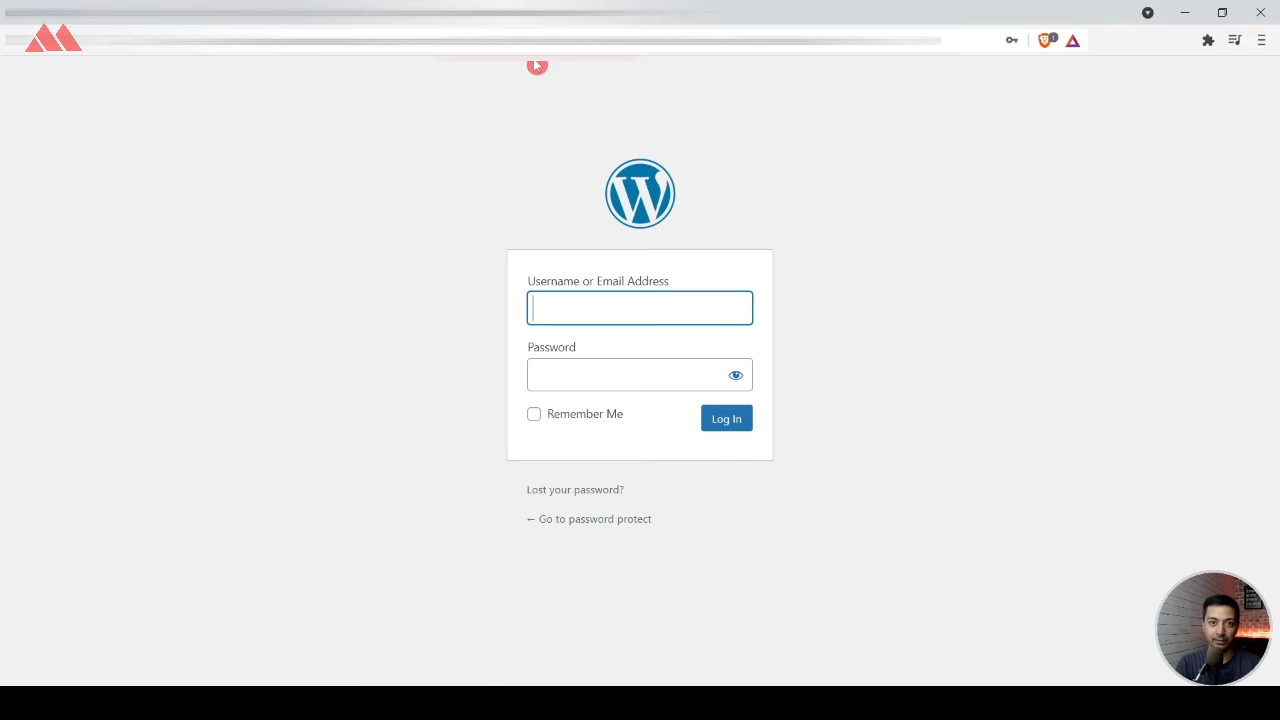 Username or Email Address
Password
Remember Me
Log In
Lost your password?
← Go to password protect